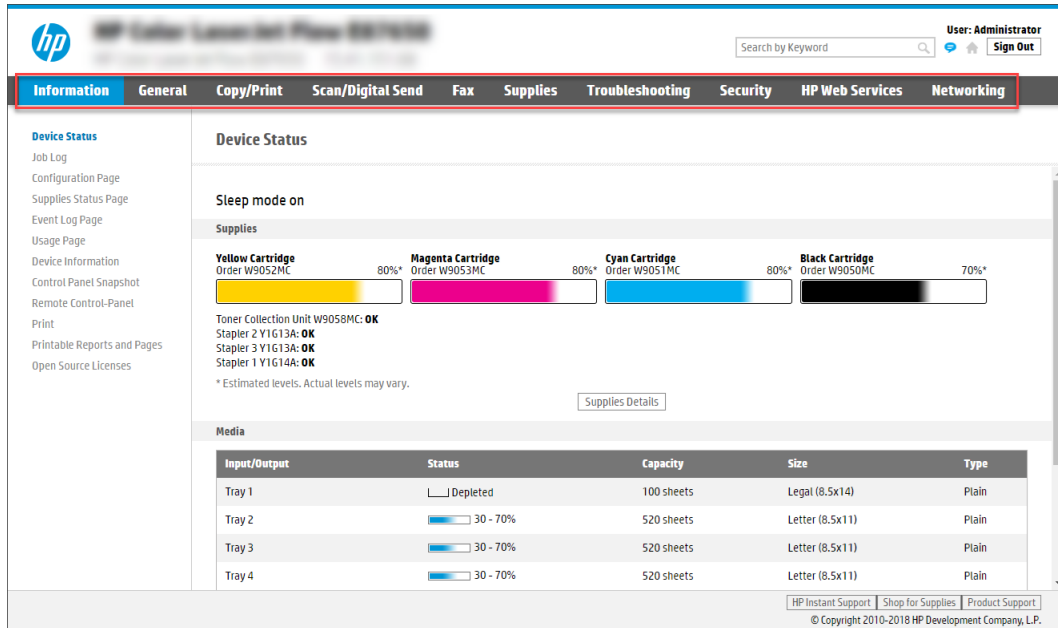 hp
HP Color LaserJet Flow E87650
User: Administrator
Search by Keyword
Sign Out
Information General Copy/Print Scan/Digital Send Fax Supplies Troubleshooting Security HP Web Services Networking
Device Status
Job Log
Configuration Page
Supplies Status Page
Event Log Page
Usage Page
Device Information
Control Panel Snapshot
Remote Control-Panel
Print
Printable Reports and Pages
Open Source Licenses
Device Status
Sleep mode on
Supplies
Yellow Cartridge
Order W9052MC 80%*
Magenta Cartridge
Order W9053MC 80%*
Cyan Cartridge
Order W9051MC 80%*
Black Cartridge
Order W9050MC 70%*
Toner Collection Unit W9058MC: OK
Stapler 2 Y1G13A: OK
Stapler 3 Y1G13A: OK
Stapler 1 Y1G14A: OK
* Estimated levels. Actual levels may vary.
Supplies Details
Media
Input/Output Status Capacity Size Type
Tray 1 Depleted 100 sheets Legal (8.5x14) Plain
Tray 2 30 - 70% 520 sheets Letter (8.5x11) Plain
Tray 3 30 - 70% 520 sheets Letter (8.5x11) Plain
Tray 4 30 - 70% 520 sheets Letter (8.5x11) Plain
HP Instant Support Shop for Supplies Product Support
© Copyright 2010-2018 HP Development Company, L.P.